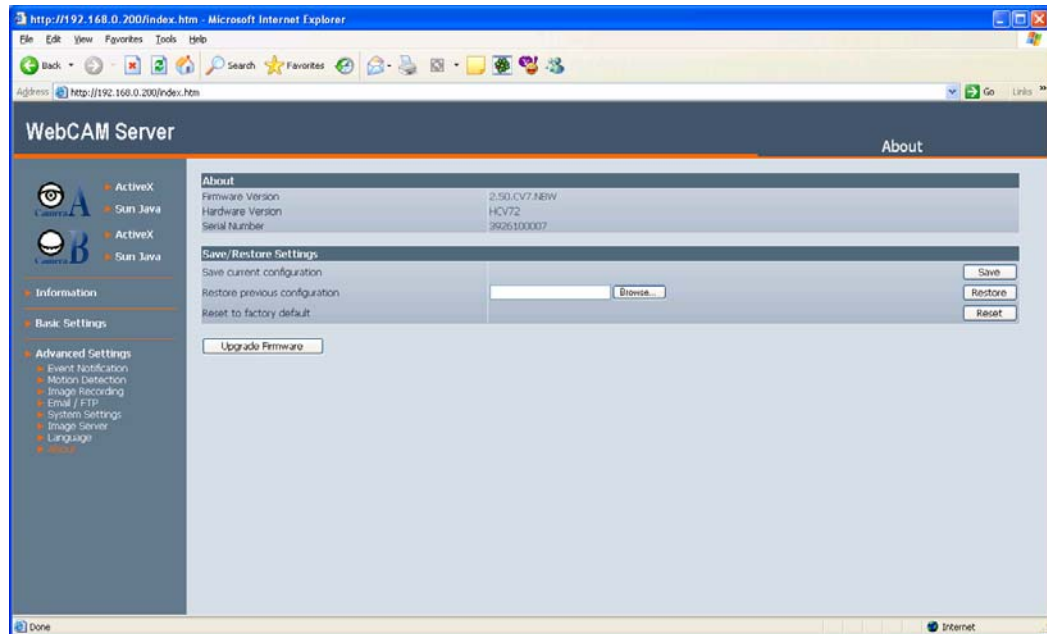 http://192.168.0.200/index.htm - Microsoft Internet Explorer
File Edit View Favorites Tools Help
Back Search Favorites
Address http://192.168.0.200/index.htm Go Links »
WebCAM Server
About
Camera A
ActiveX
Sun Java
Camera B
ActiveX
Sun Java
Information
Basic Settings
Advanced Settings
Event Notification
Motion Detection
Image Recording
Email / FTP
System Settings
Image Server
Language
About
About
Firmware Version 2.50.CV7.NBW
Hardware Version HCV72
Serial Number 3926100007
Save/Restore Settings
Save current configuration Save
Restore previous configuration Browse... Restore
Reset to factory default Reset
Upgrade Firmware
Done Internet